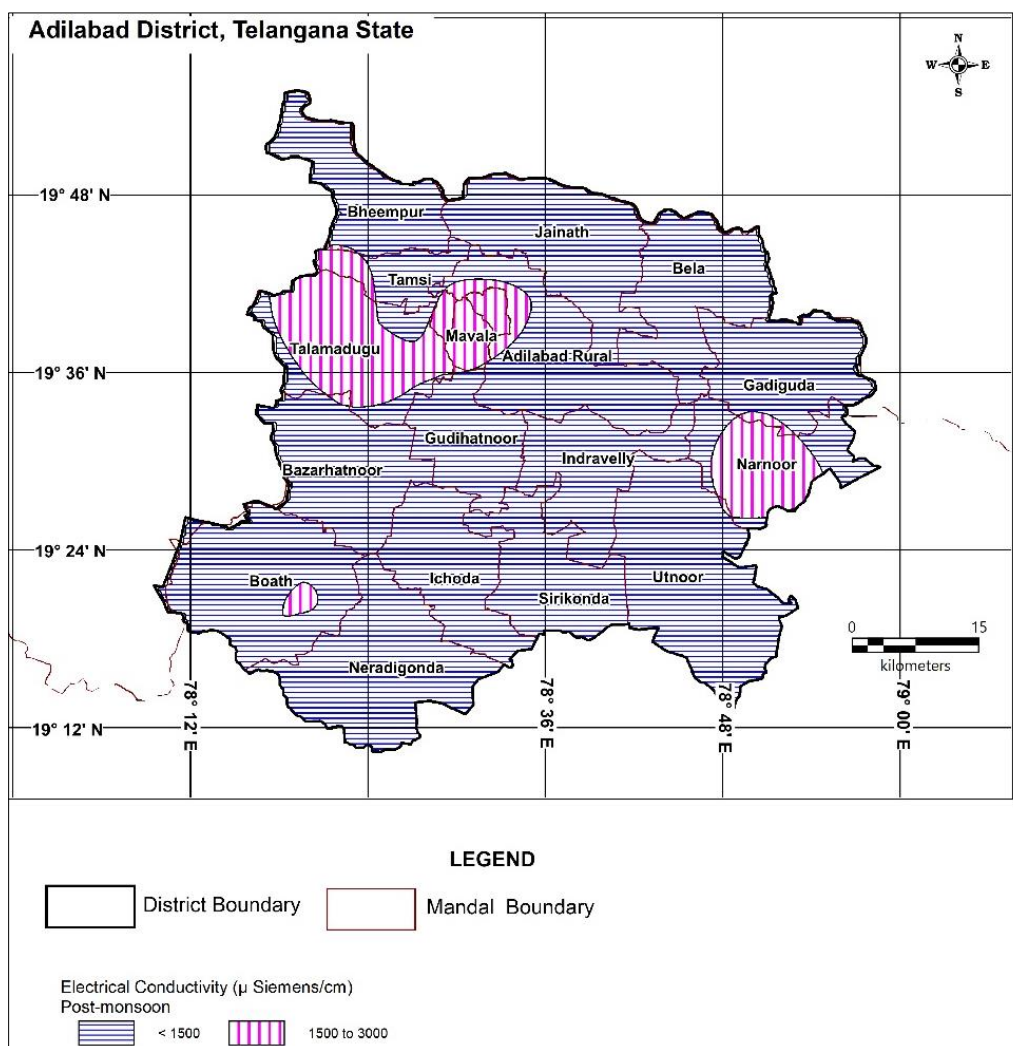 Adilabad District, Telangana State
N
W E
S
19° 48' N
Bheempur
Jainath
Bela
Tamsi
Mavala
Talamadugu
Adilabad Rural
19° 36' N
Gadiguda
Gudihatnoor
Indravelly
Narnoor
Bazarhatnoor
19° 24' N
Boath
Ichoda
Utnoor
Sirikonda
0 15
kilometers
Neradigonda
19° 12' N
78° 12' E
78° 36' E
78° 48' E
79° 00' E
LEGEND
District Boundary
Mandal Boundary
Electrical Conductivity (µ Siemens/cm)
Post-monsoon
< 1500
1500 to 3000